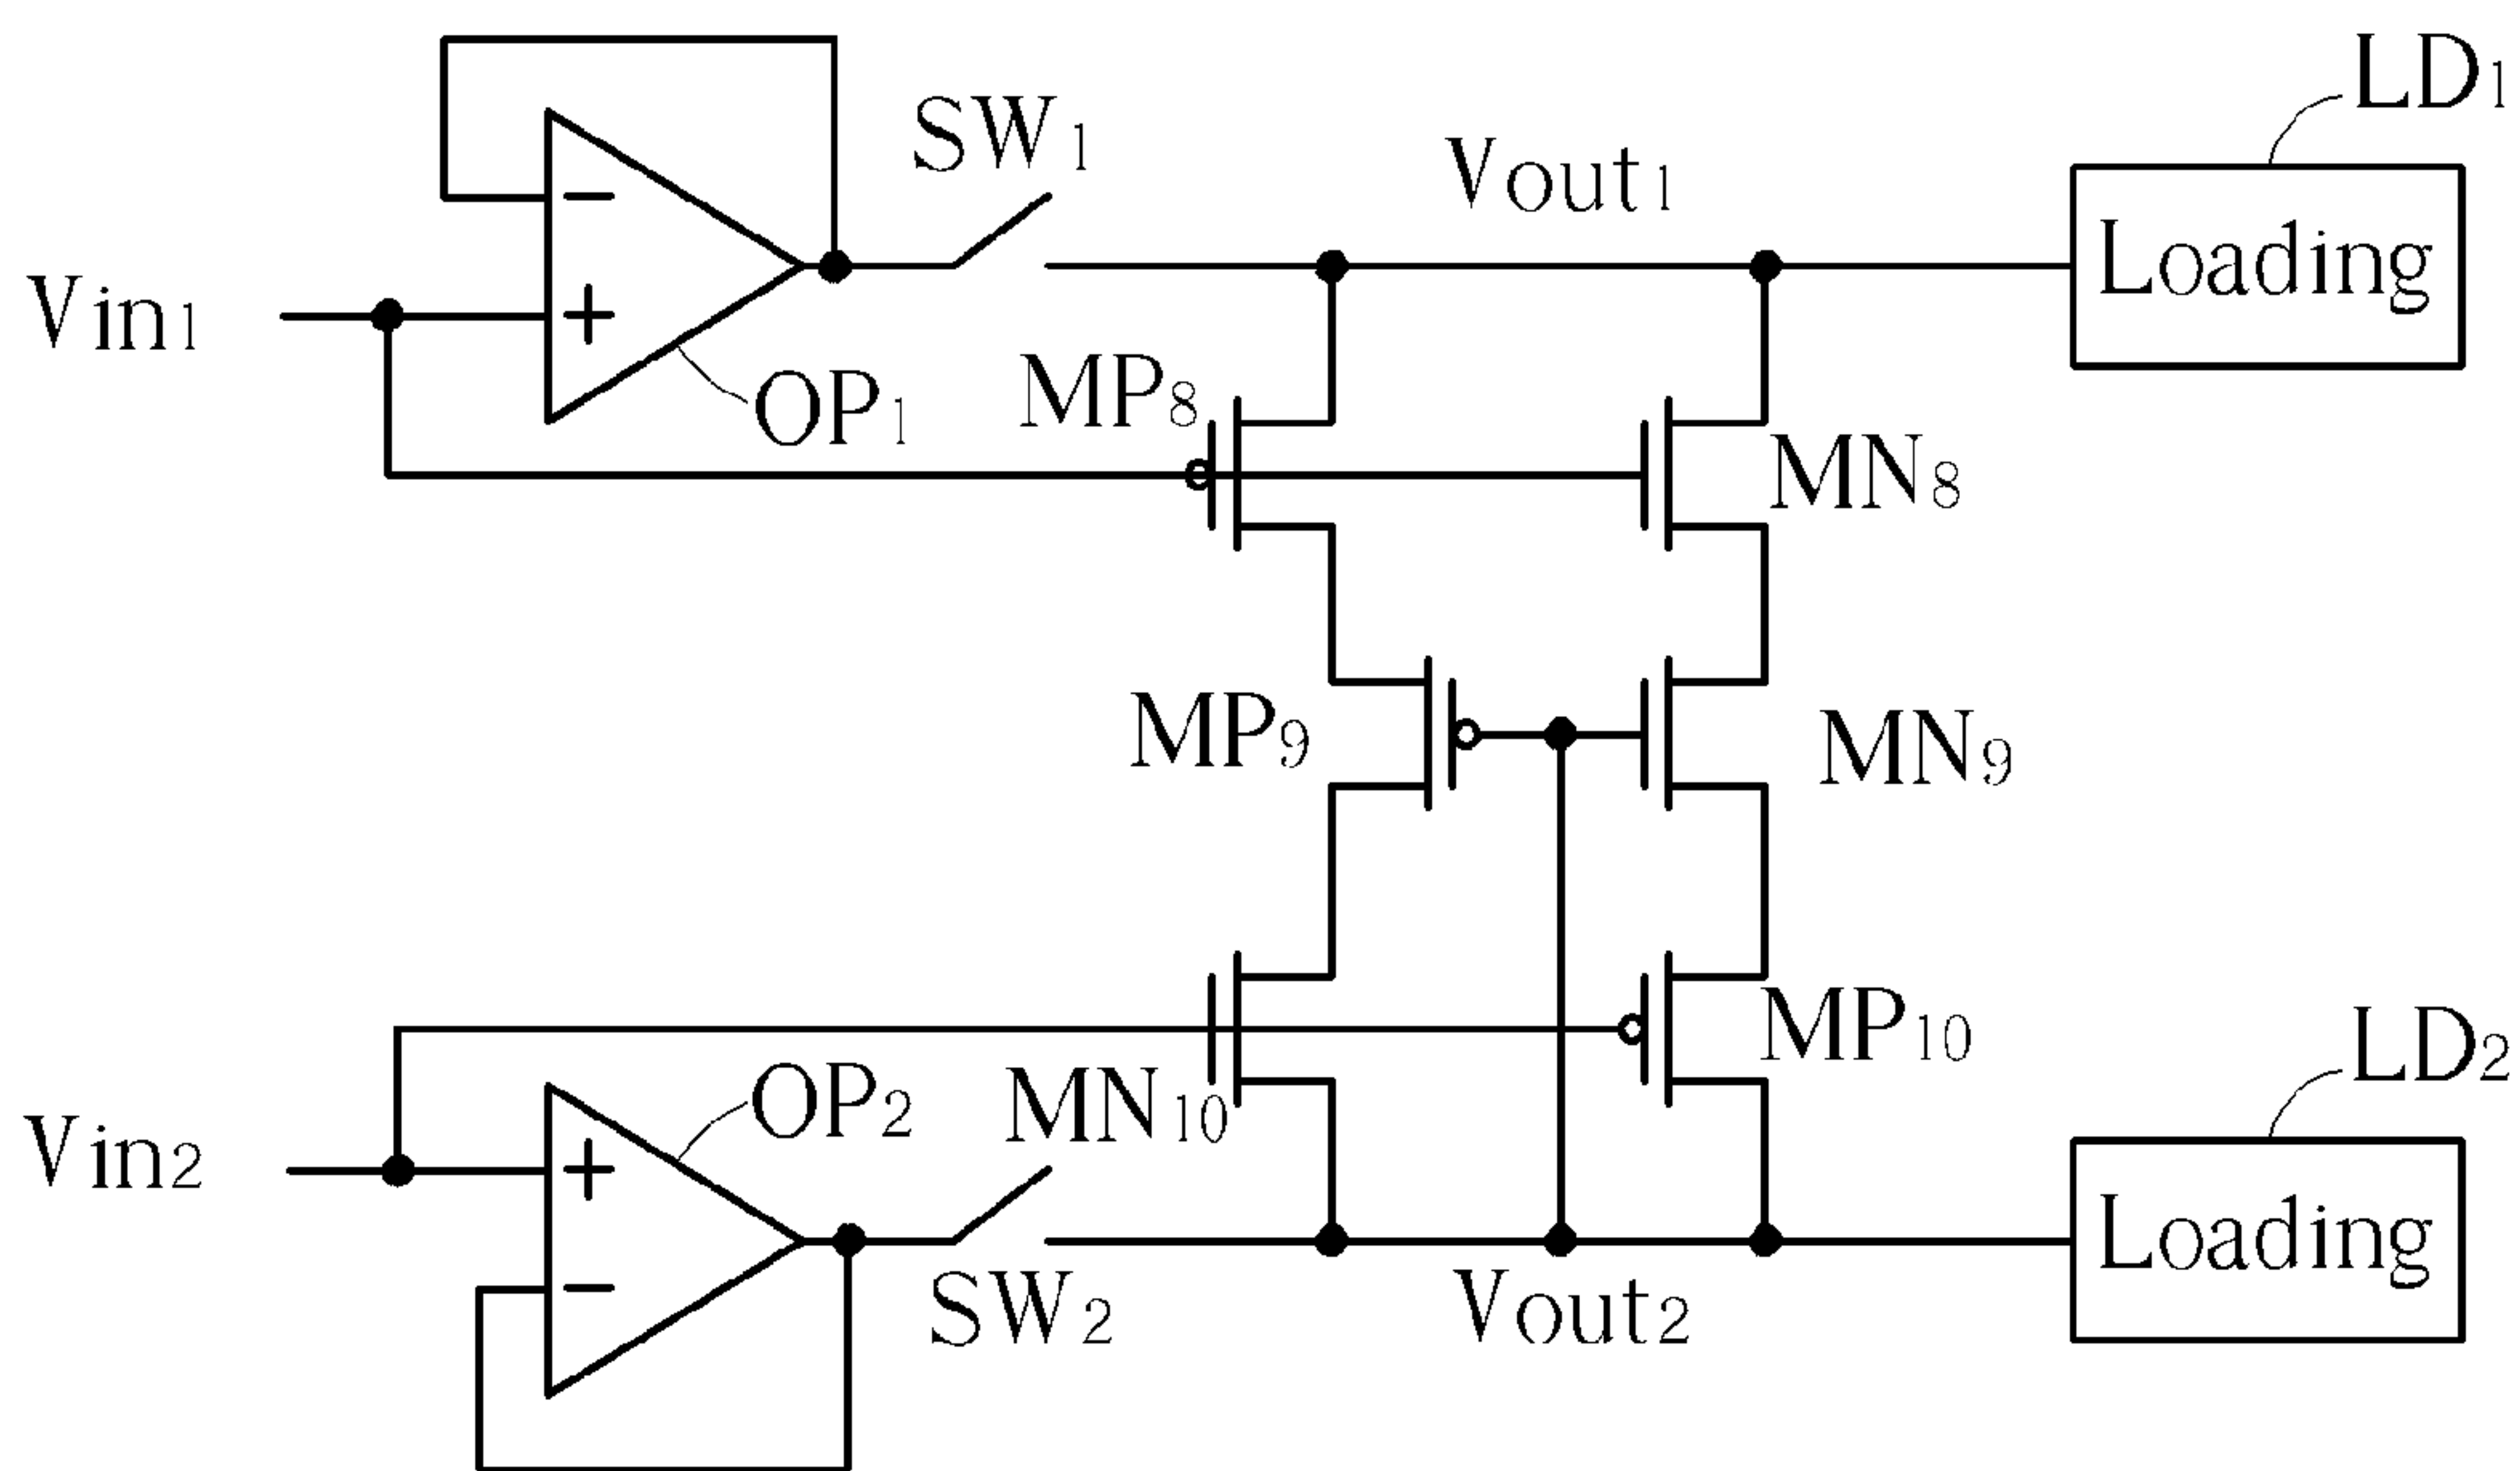 LD1
SW1
Vout1
Loading
−
Vin1
+
OP1
MP8
MN8
MP9
MN9
MP10
LD2
OP2
MN10
Vin2
+
Loading
−
SW2
Vout2